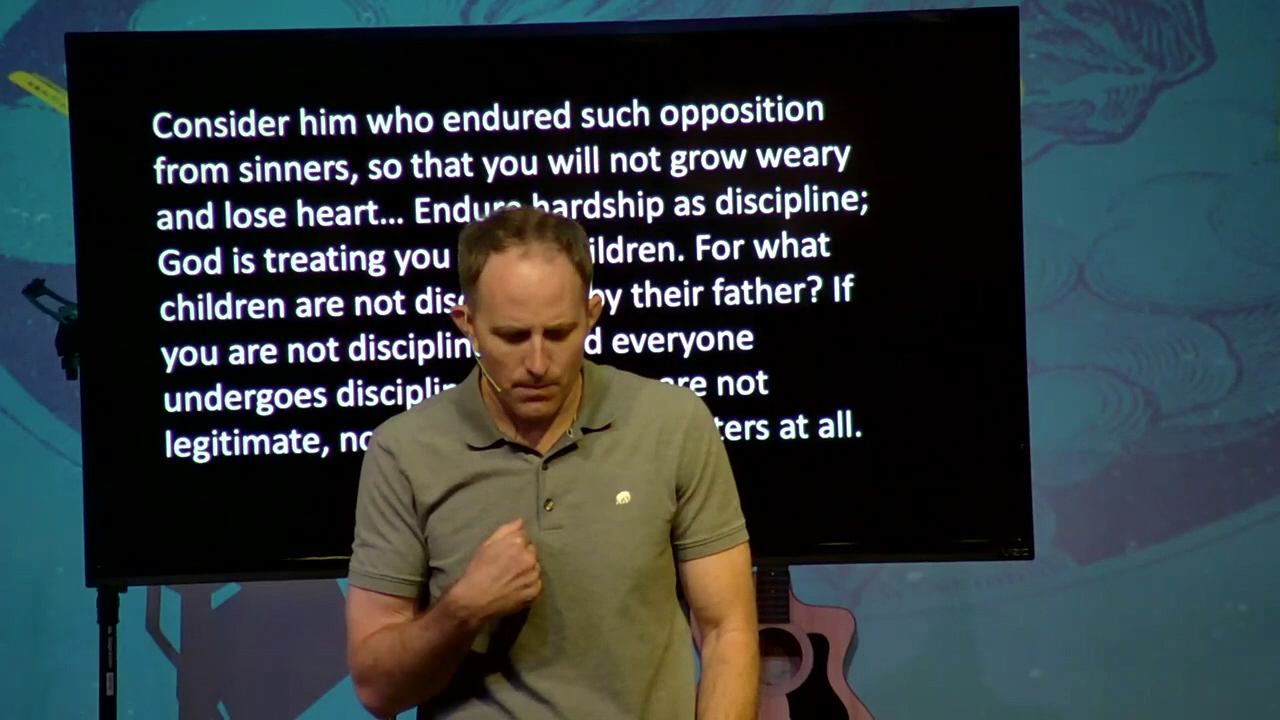 Consider him who endured such opposition
from sinners, so that you will not grow weary
and lose heart... Endure hardship as discipline;
God is treating you ildren. For what
children are not dis by their father? If
you are not disciplin d everyone
undergoes discipli are not
legitimate, no ters at all.